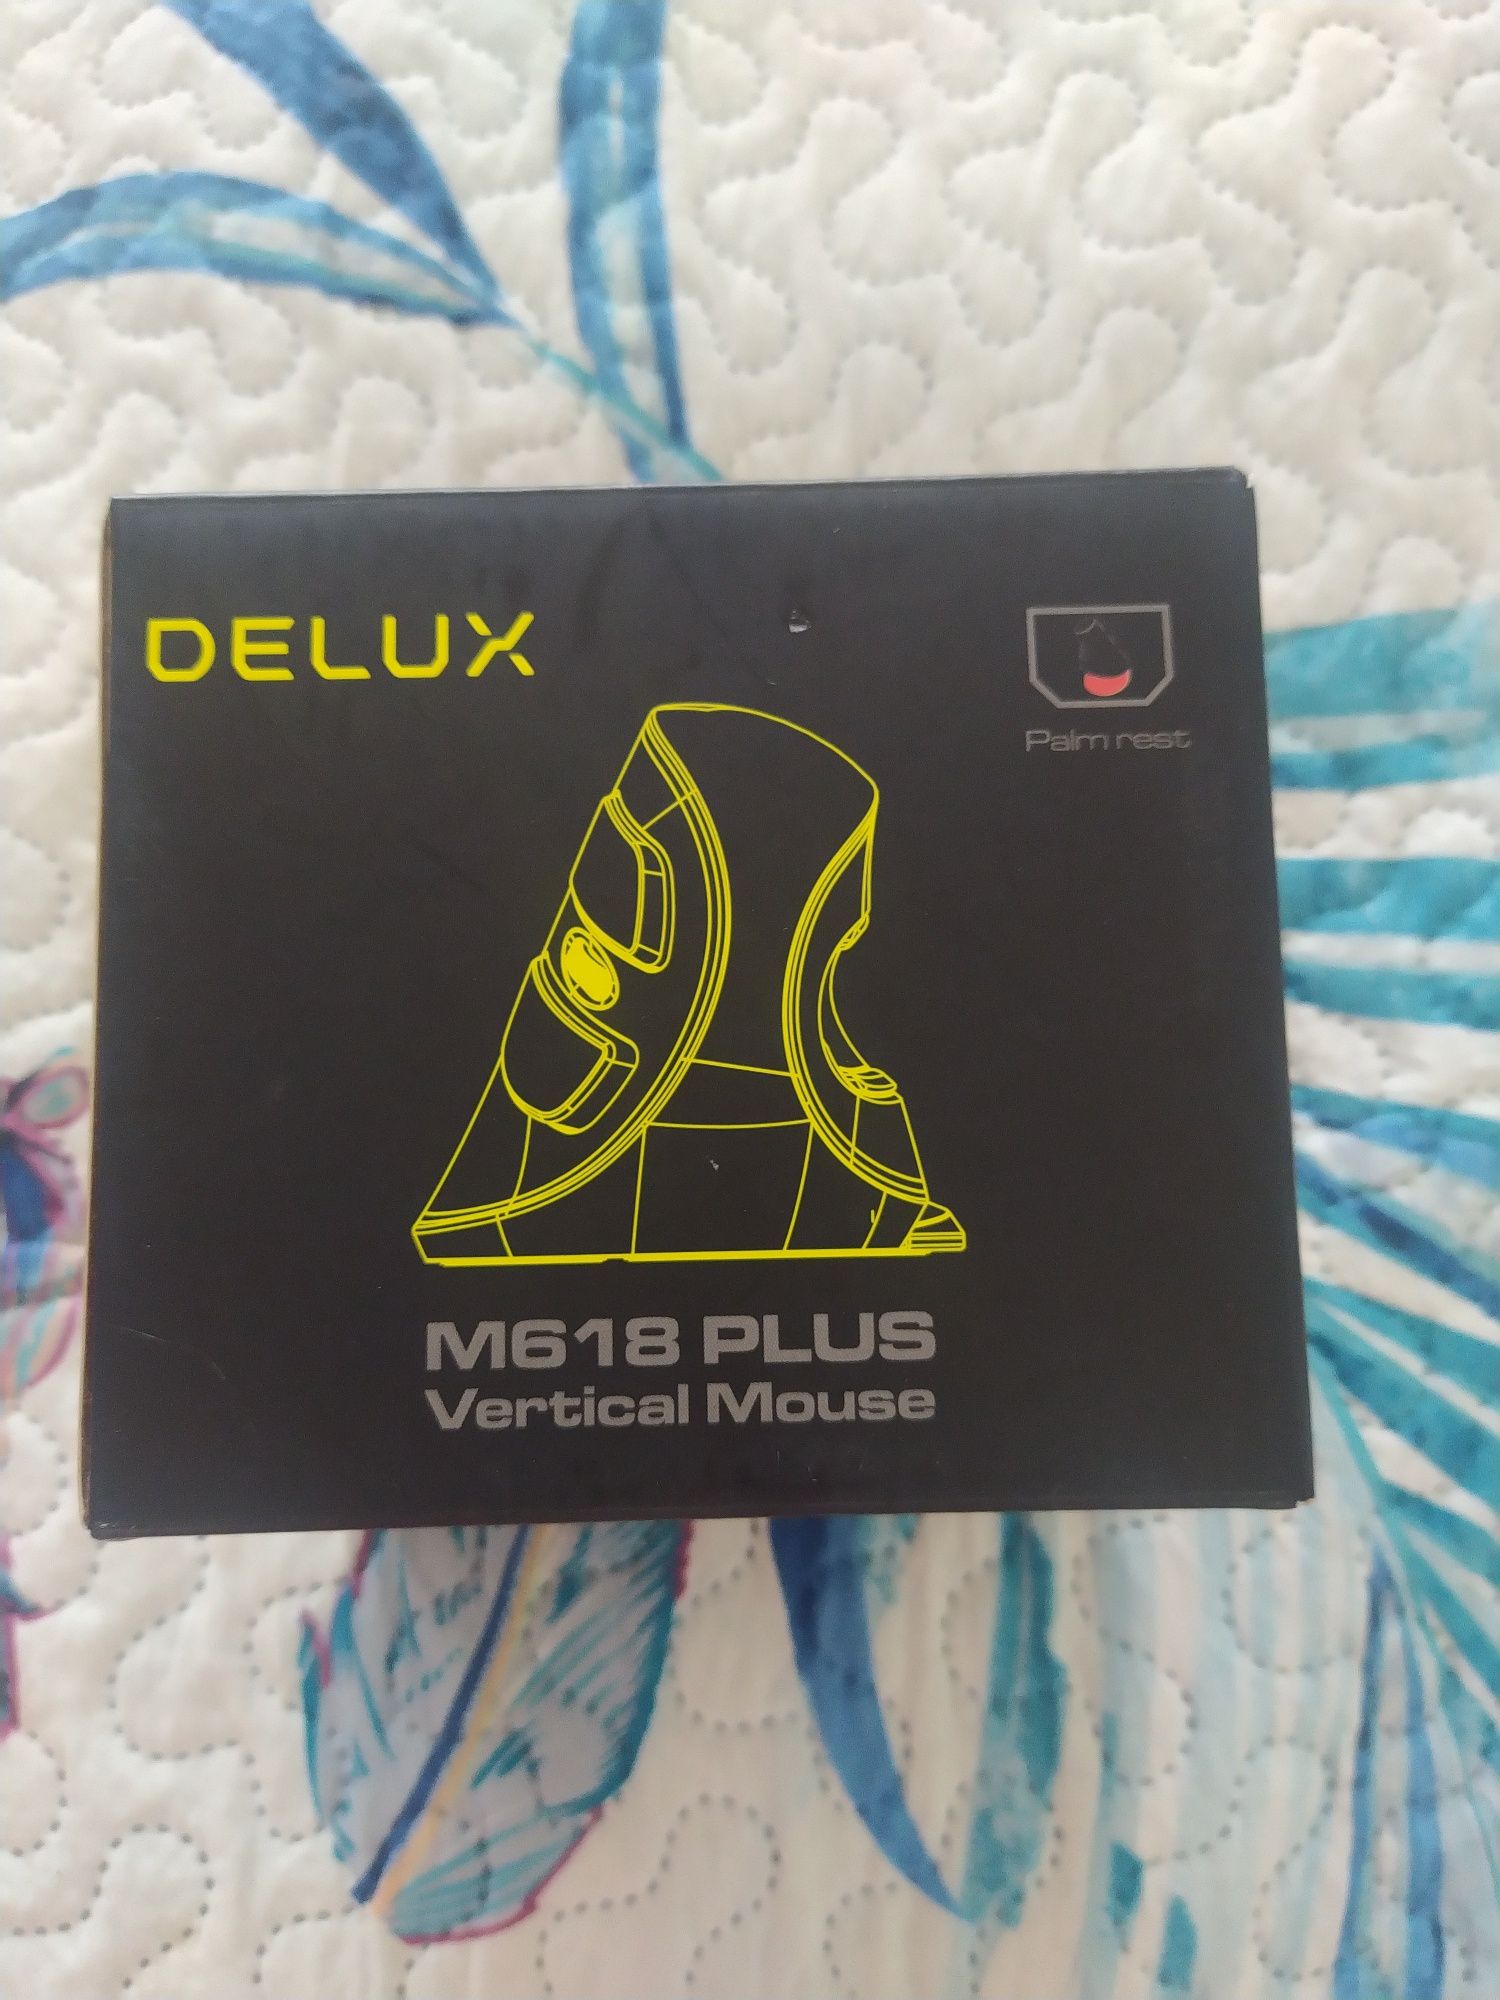 DELUX
Palm rest
M618 PLUS
Vertical Mouse